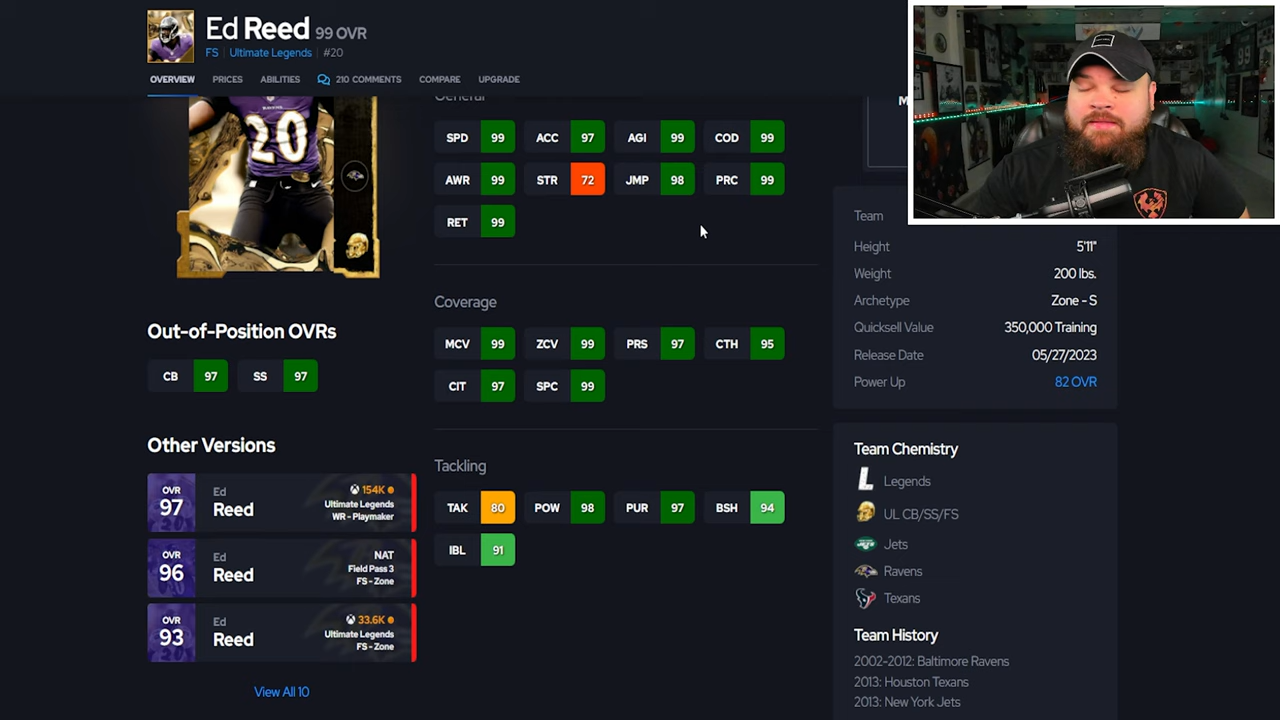 Ed Reed 99 OVR
FS | Ultimate Legends | #20
OVERVIEW PRICES ABILITIES 210 COMMENTS COMPARE UPGRADE
General
SPD 99 ACC 97 AGI 99 COD 99
AWR 99 STR 72 JMP 98 PRC 99
RET 99
Coverage
MCV 99 ZCV 99 PRS 97 CTH 95
CIT 97 SPC 99
Tackling
TAK 80 POW 98 PUR 97 BSH 94
IBL 91
20
Out-of-Position OVRs
CB 97 SS 97
Other Versions
OVR 97 Ed Reed 154K Ultimate Legends WR - Playmaker
OVR 96 Ed Reed NAT Field Pass 3 FS - Zone
OVR 93 Ed Reed 33.6K Ultimate Legends FS - Zone
View All 10
M
Team
Height 5'11"
Weight 200 lbs.
Archetype Zone - S
Quicksell Value 350,000 Training
Release Date 05/27/2023
Power Up 82 OVR
Team Chemistry
L Legends
UL CB/SS/FS
Jets
Ravens
Texans
Team History
2002-2012: Baltimore Ravens
2013: Houston Texans
2013: New York Jets